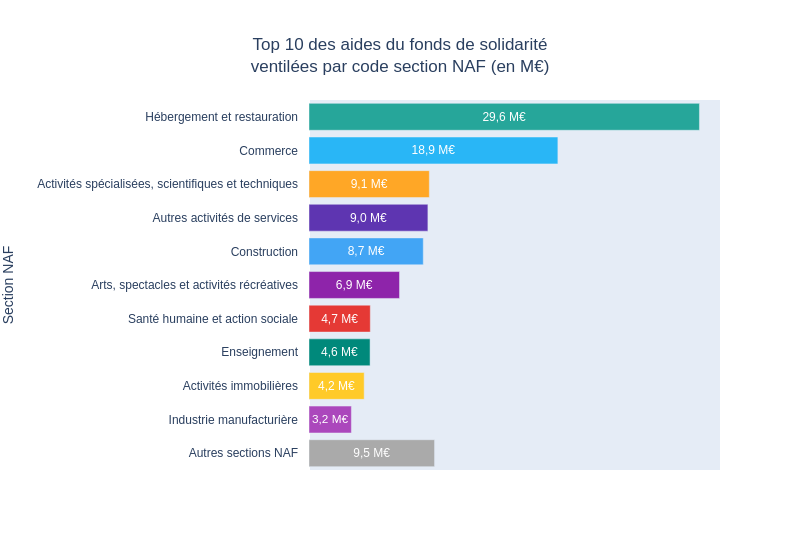 Top 10 des aides du fonds de solidarité
ventilées par code section NAF (en M€)
Section NAF
Hébergement et restauration 29,6 M€
Commerce 18,9 M€
Activités spécialisées, scientifiques et techniques 9,1 M€
Autres activités de services 9,0 M€
Construction 8,7 M€
Arts, spectacles et activités récréatives 6,9 M€
Santé humaine et action sociale 4,7 M€
Enseignement 4,6 M€
Activités immobilières 4,2 M€
Industrie manufacturière 3,2 M€
Autres sections NAF 9,5 M€